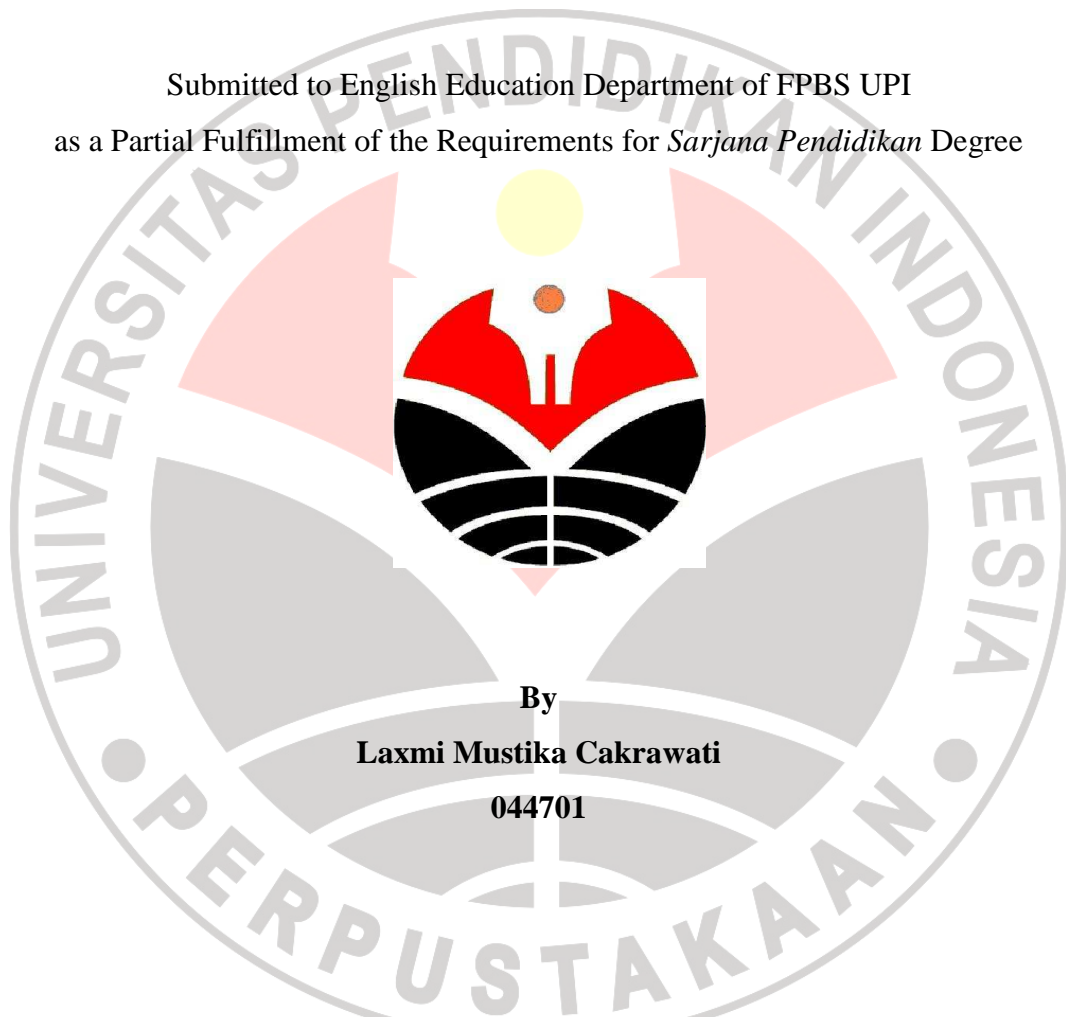 Submitted to English Education Department of FPBS UPI
as a Partial Fulfillment of the Requirements for Sarjana Pendidikan Degree
UNIVERSITAS PENDIDIKAN INDONESIA
By
Laxmi Mustika Cakrawati
044701
PERPUSTAKAAN